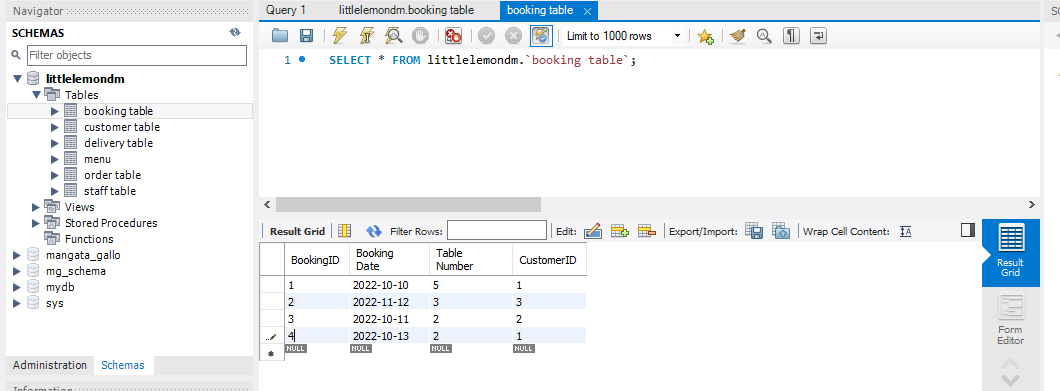 Navigator
SCHEMAS
Filter objects
littlelemondm
Tables
booking table
customer table
delivery table
menu
order table
staff table
Views
Stored Procedures
Functions
mangata_gallo
mg_schema
mydb
sys
Administration Schemas
Information
Query 1 littlelemondm.booking table booking table
Limit to 1000 rows
1 SELECT * FROM littlelemondm.`booking table`;
Result Grid Filter Rows: Edit: Export/Import: Wrap Cell Content: IA
BookingID Booking Date Table Number CustomerID
1 2022-10-10 5 1
2 2022-11-12 3 3
3 2022-10-11 2 2
4 2022-10-13 2 1
NULL NULL NULL NULL
Result
Grid
Form
Editor
SC